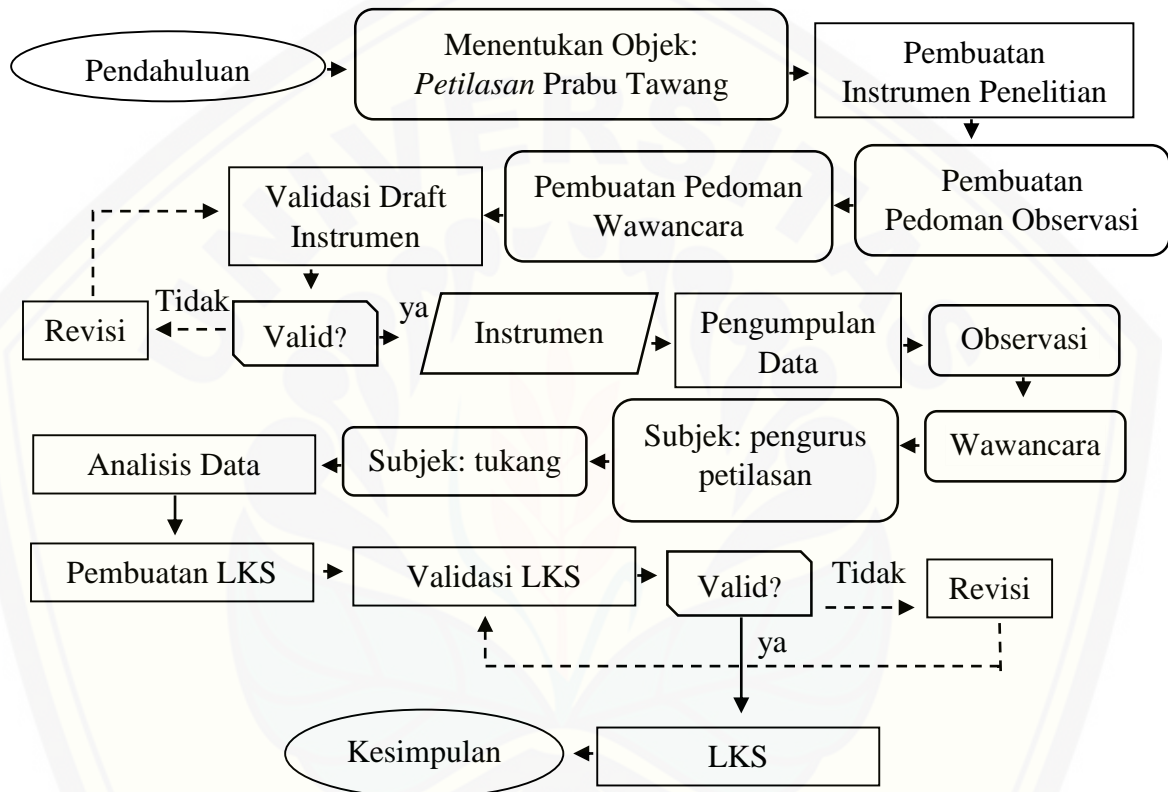 Pendahuluan
Menentukan Objek:
Petilasan Prabu Tawang
Pembuatan
Instrumen Penelitian
Pembuatan
Pedoman Observasi
Pembuatan Pedoman
Wawancara
Validasi Draft
Instrumen
Valid?
Tidak
Revisi
ya
Instrumen
Pengumpulan
Data
Observasi
Wawancara
Subjek: pengurus
petilasan
Subjek: tukang
Analisis Data
Pembuatan LKS
Validasi LKS
Valid?
Tidak
Revisi
ya
LKS
Kesimpulan
UNIVERSITAS